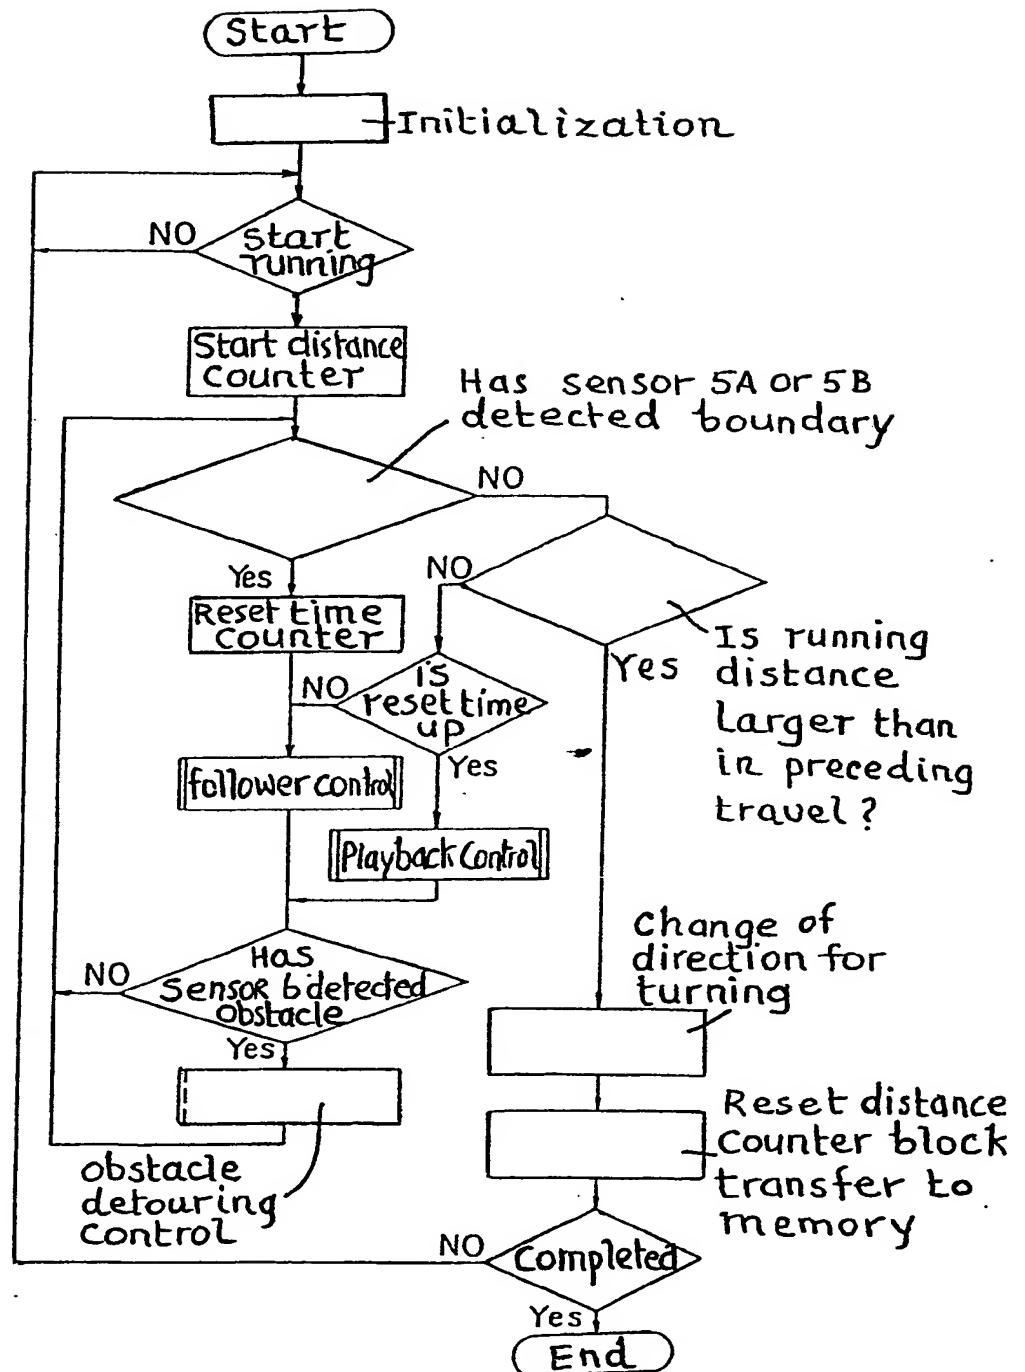 Start
Initialization
NO
Start
running
Start distance
counter
Has sensor 5A or 5B
detected boundary
NO
Yes
NO
Reset time
counter
Is running
distance
larger than
in preceding
travel?
Yes
is
reset time
up
NO
Yes
follower control
Playback Control
Change of
direction for
turning
Has
Sensor 6 detected
obstacle
NO
Yes
Reset distance
Counter block
transfer to
memory
obstacle
detouring
control
NO
Completed
Yes
End